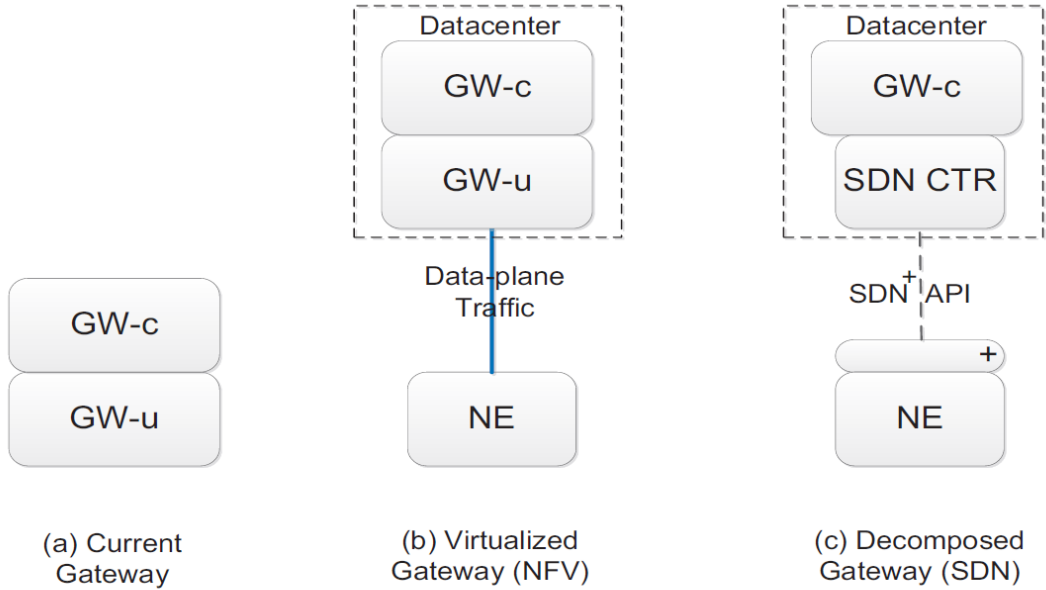 GW-c
GW-u
(a) Current
Gateway
Datacenter
GW-c
GW-u
Data-plane
Traffic
NE
(b) Virtualized
Gateway (NFV)
Datacenter
GW-c
SDN CTR
SDN+ API
+
NE
(c) Decomposed
Gateway (SDN)